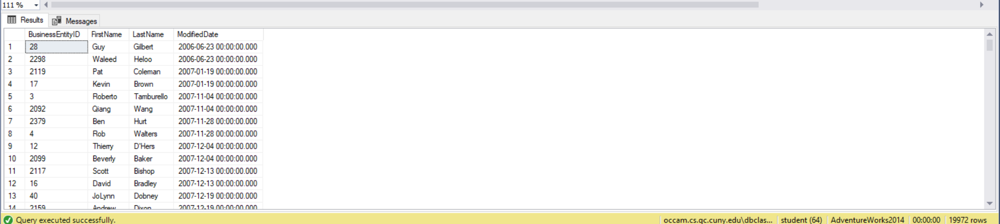 111 %
Results Messages
BusinessEntityID FirstName LastName ModifiedDate
1 28 Guy Gilbert 2006-06-23 00:00:00.000
2 2298 Waleed Heloo 2006-06-23 00:00:00.000
3 2119 Pat Coleman 2007-01-19 00:00:00.000
4 17 Kevin Brown 2007-01-19 00:00:00.000
5 3 Roberto Tamburello 2007-11-04 00:00:00.000
6 2092 Qiang Wang 2007-11-04 00:00:00.000
7 2379 Ben Hurt 2007-11-28 00:00:00.000
8 4 Rob Walters 2007-11-28 00:00:00.000
9 12 Thierry D'Hers 2007-12-04 00:00:00.000
10 2099 Beverly Baker 2007-12-04 00:00:00.000
11 2117 Scott Bishop 2007-12-13 00:00:00.000
12 16 David Bradley 2007-12-13 00:00:00.000
13 40 JoLynn Dobney 2007-12-19 00:00:00.000
14 2159 Andrew Dixon 2007-12-19 00:00:00.000
Query executed successfully. occam.cs.qc.cuny.edu\dbclas... student (64) AdventureWorks2014 00:00:00 19972 rows